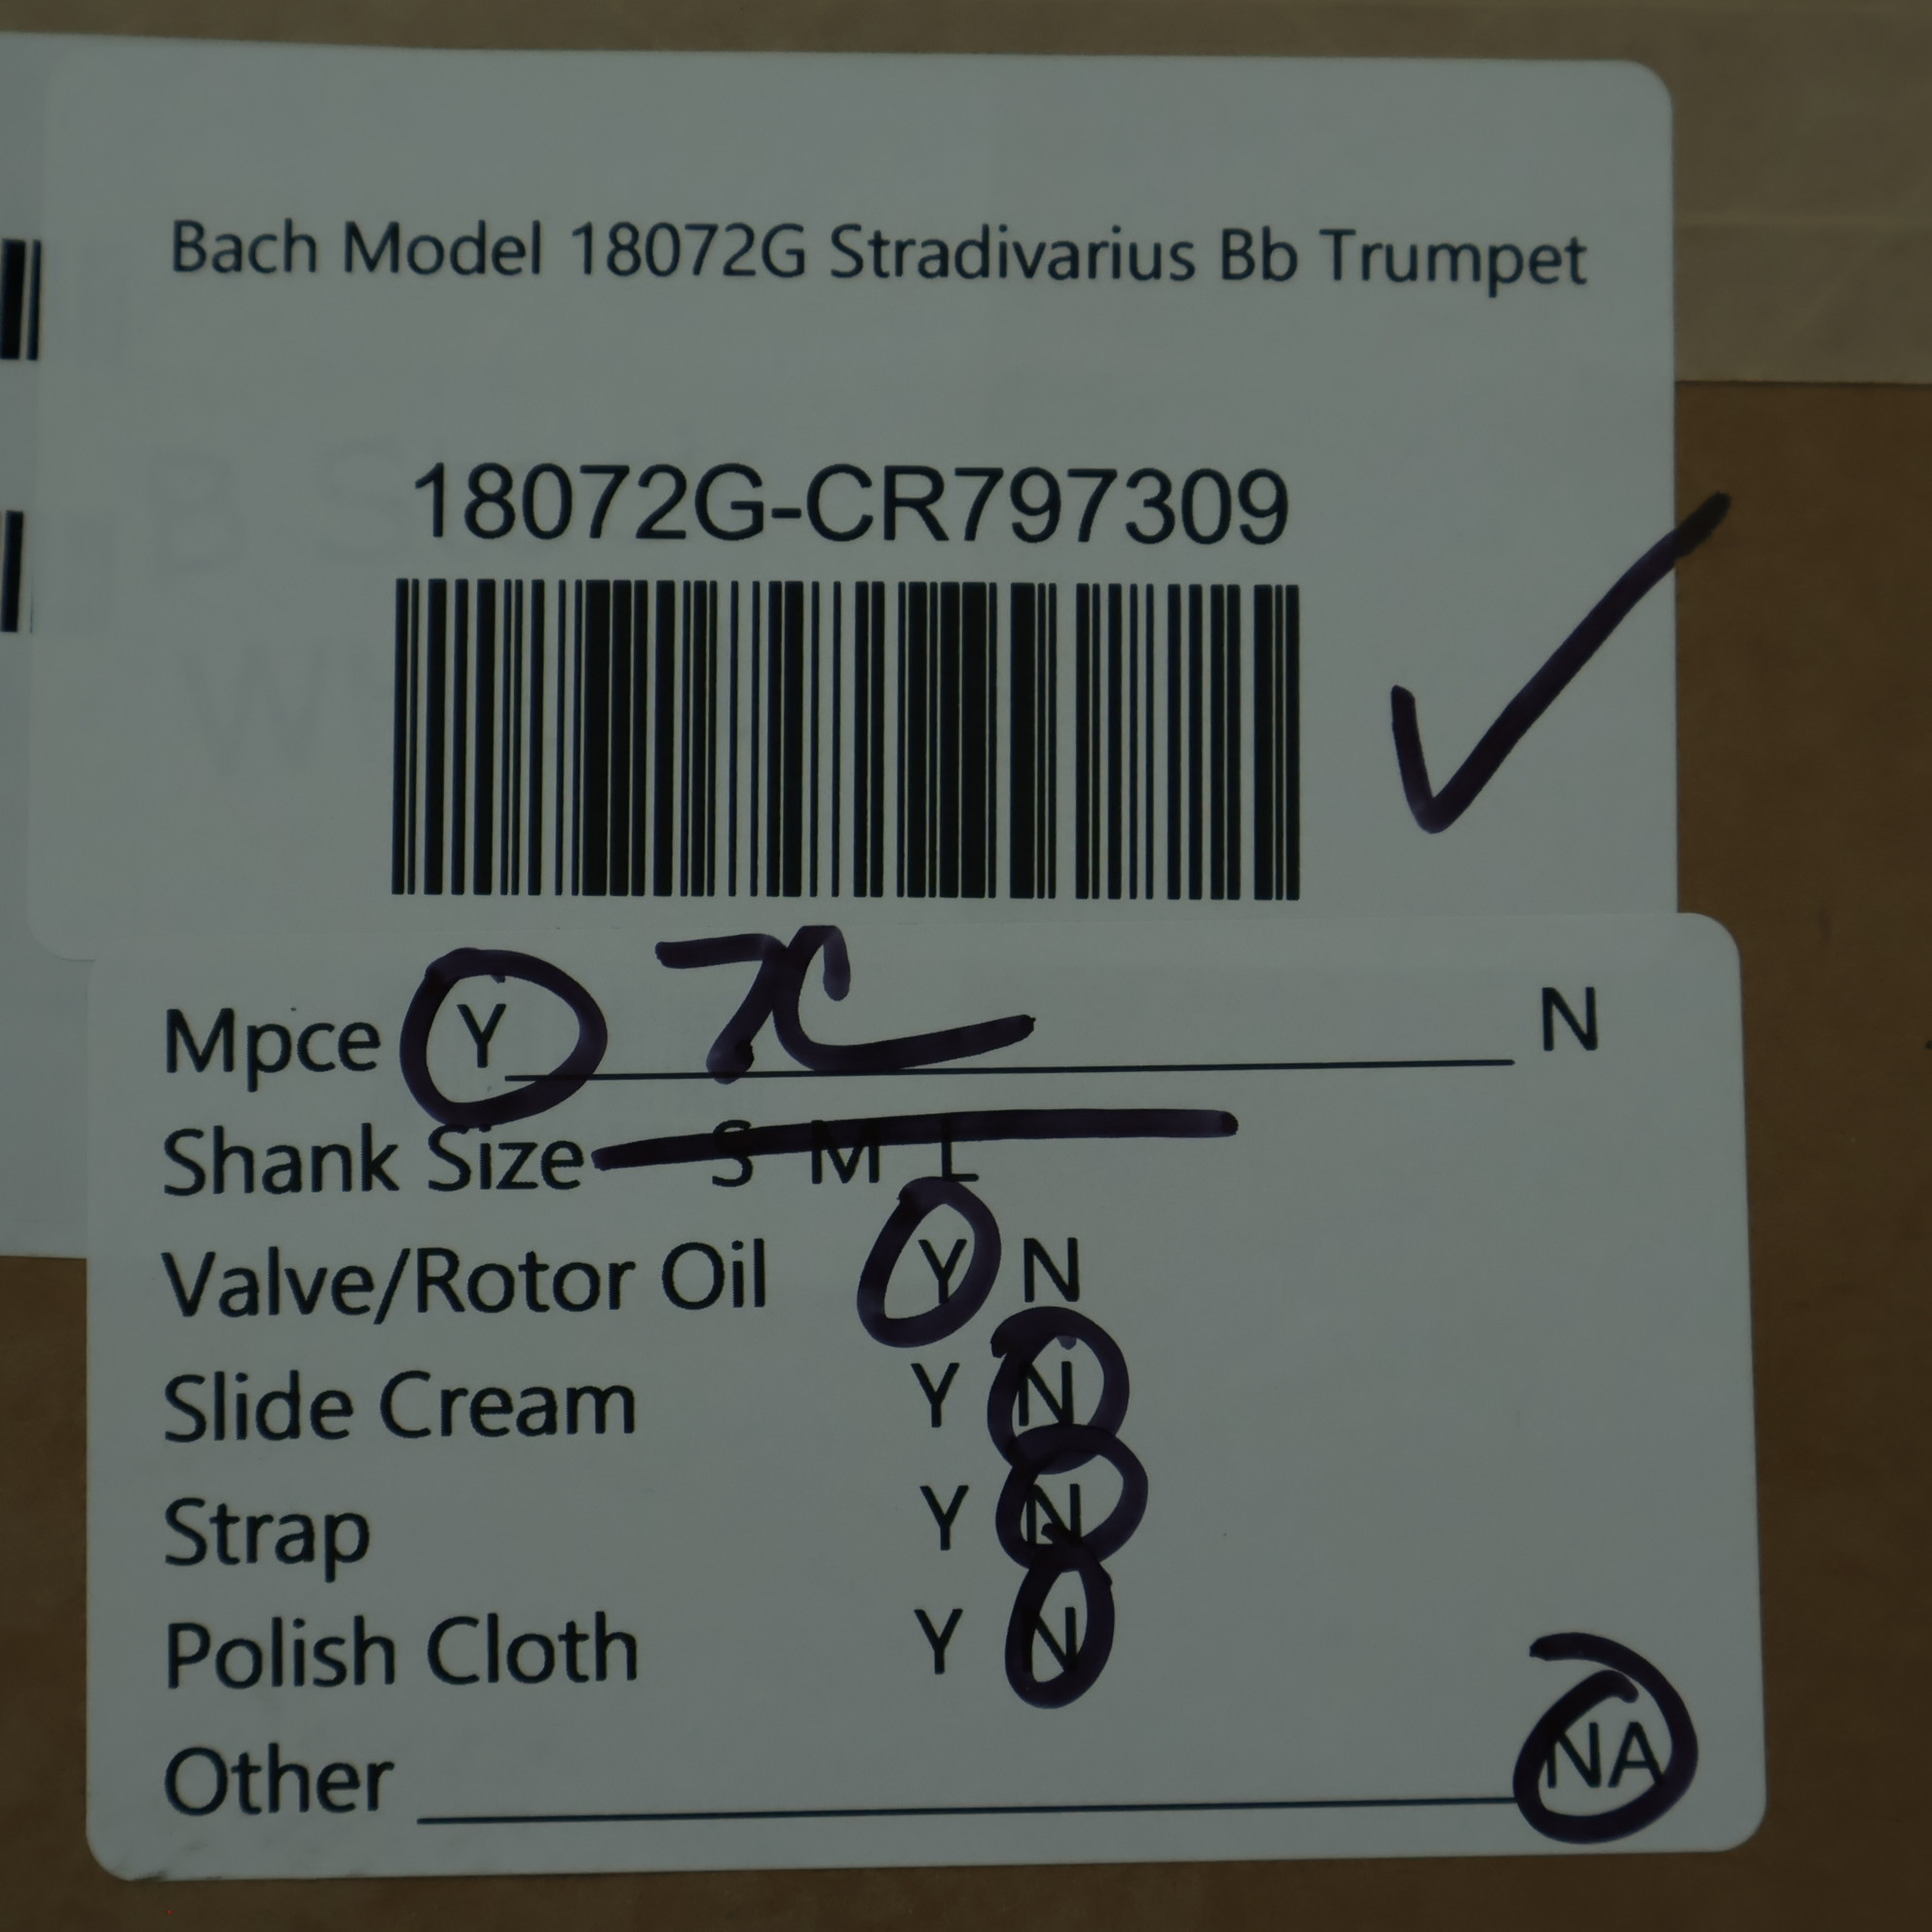 Bach Model 18072G Stradivarius Bb Trumpet
18072G-CR797309
Mpce Y 7C N
Shank Size S M L
Valve/Rotor Oil Y N
Slide Cream Y N
Strap Y N
Polish Cloth Y N
Other NA